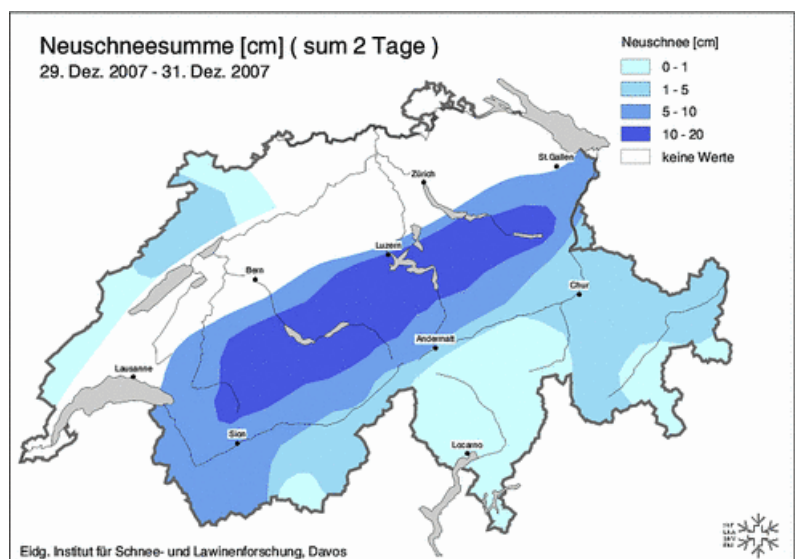 Neuschneesumme [cm] ( sum 2 Tage )
29. Dez. 2007 - 31. Dez. 2007
Neuschnee [cm]
0 - 1
1 - 5
5 - 10
10 - 20
keine Werte
St.Gallen
Zürich
Luzern
Bern
Chur
Andermatt
Lausanne
Sion
Locarno
Eidg. Institut für Schnee- und Lawinenforschung, Davos